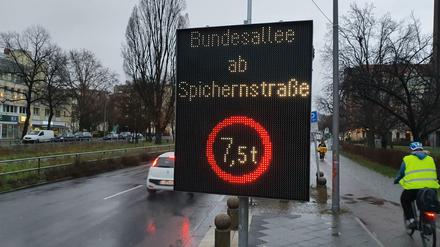 Bundesallee
ab
Spichernstraße
7,5t